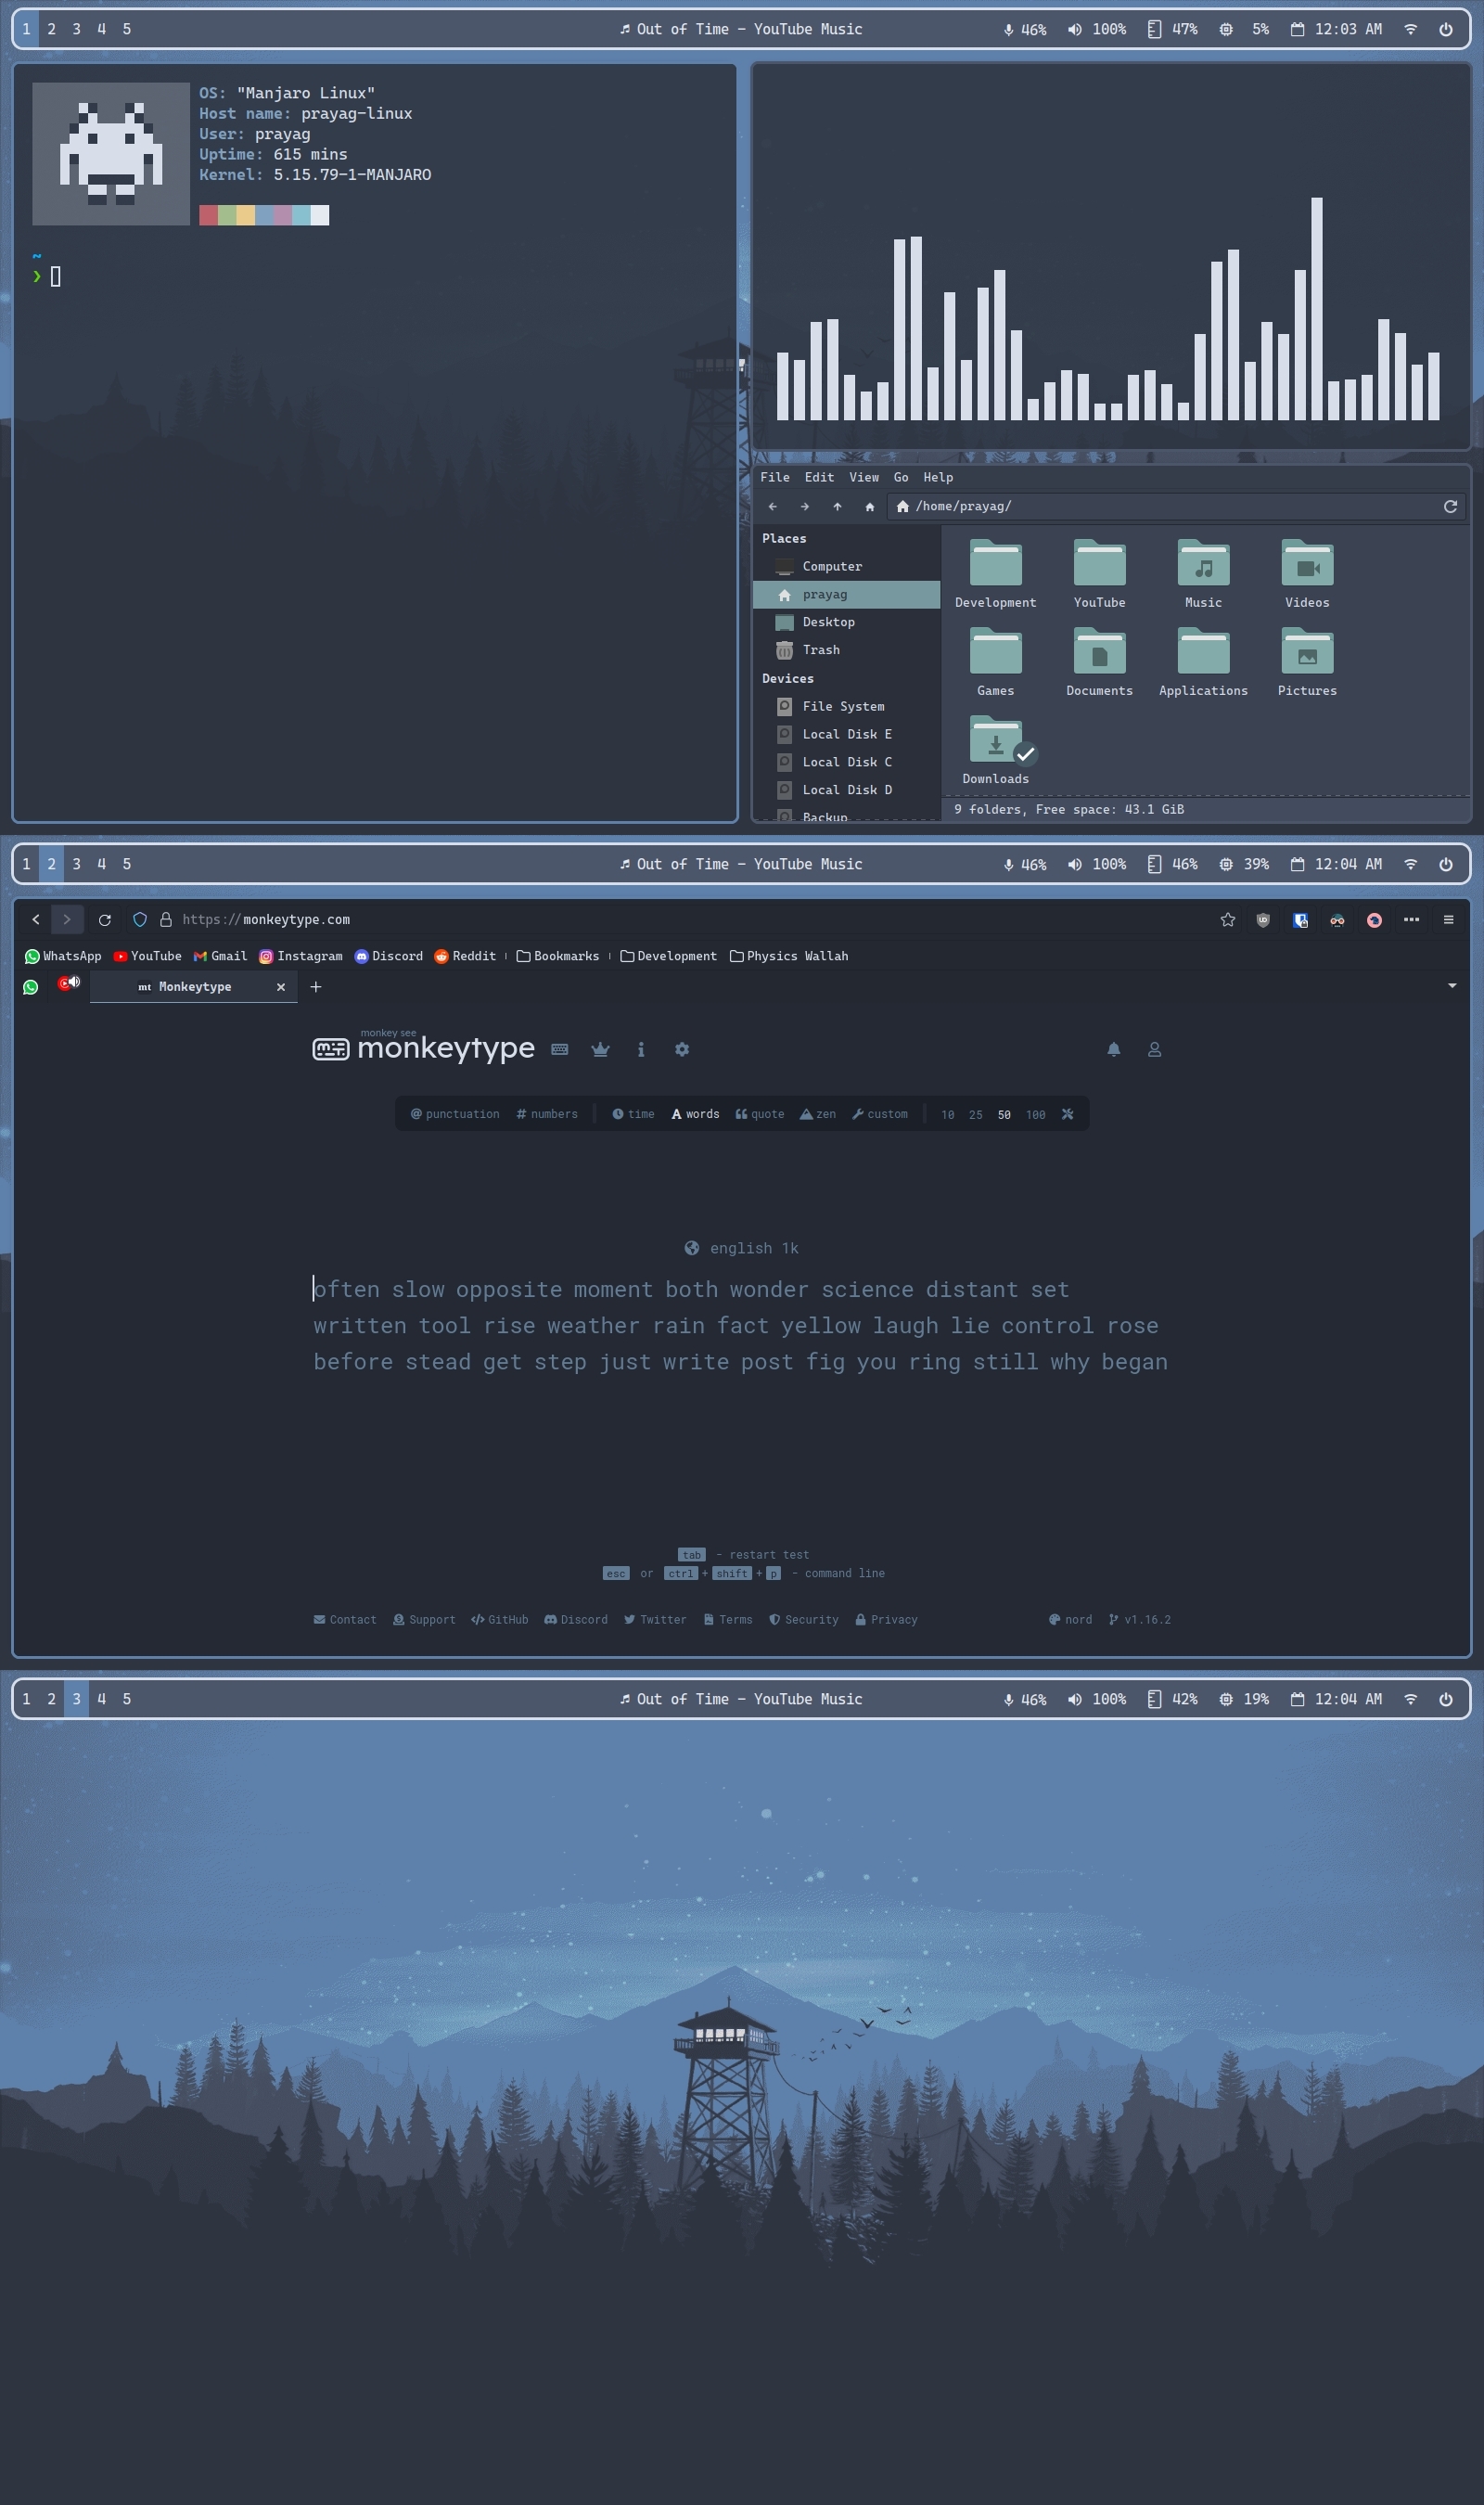 1 2 3 4 5 Out of Time - YouTube Music 46% 100% 47% 5% 12:03 AM
OS: "Manjaro Linux"
Host name: prayag-linux
User: prayag
Uptime: 615 mins
Kernel: 5.15.79-1-MANJARO
~
❯
File Edit View Go Help
/home/prayag/
Places
Computer
prayag
Desktop
Trash
Devices
File System
Local Disk E
Local Disk C
Local Disk D
Backup
Development YouTube Music Videos
Games Documents Applications Pictures
Downloads
9 folders, Free space: 43.1 GiB
1 2 3 4 5 Out of Time - YouTube Music 46% 100% 46% 39% 12:04 AM
https://monkeytype.com
WhatsApp YouTube Gmail Instagram Discord Reddit Bookmarks Development Physics Wallah
mt Monkeytype
monkey see
monkeytype
@ punctuation # numbers time A words quote zen custom 10 25 50 100
english 1k
often slow opposite moment both wonder science distant set
written tool rise weather rain fact yellow laugh lie control rose
before stead get step just write post fig you ring still why began
tab - restart test
esc or ctrl + shift + p - command line
Contact Support GitHub Discord Twitter Terms Security Privacy nord v1.16.2
1 2 3 4 5 Out of Time - YouTube Music 46% 100% 42% 19% 12:04 AM